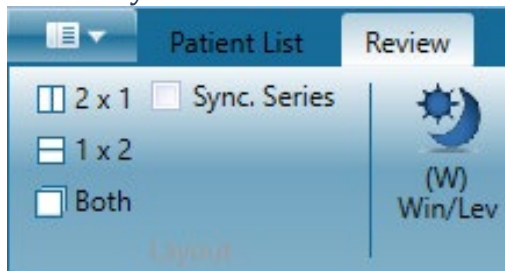 Patient List Review
2 x 1 Sync. Series
1 x 2
Both
(W)
Win/Lev
Layout